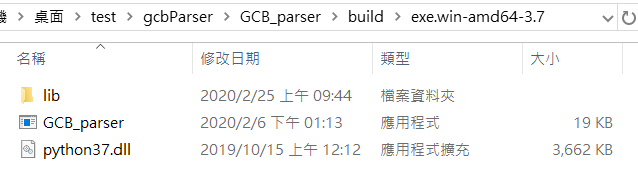 機 › 桌面 › test › gcbParser › GCB_parser › build › exe.win-amd64-3.7
名稱 修改日期 類型 大小
lib 2020/2/25 上午 09:44 檔案資料夾
GCB_parser 2020/2/6 下午 01:13 應用程式 19 KB
python37.dll 2019/10/15 上午 12:12 應用程式擴充 3,662 KB